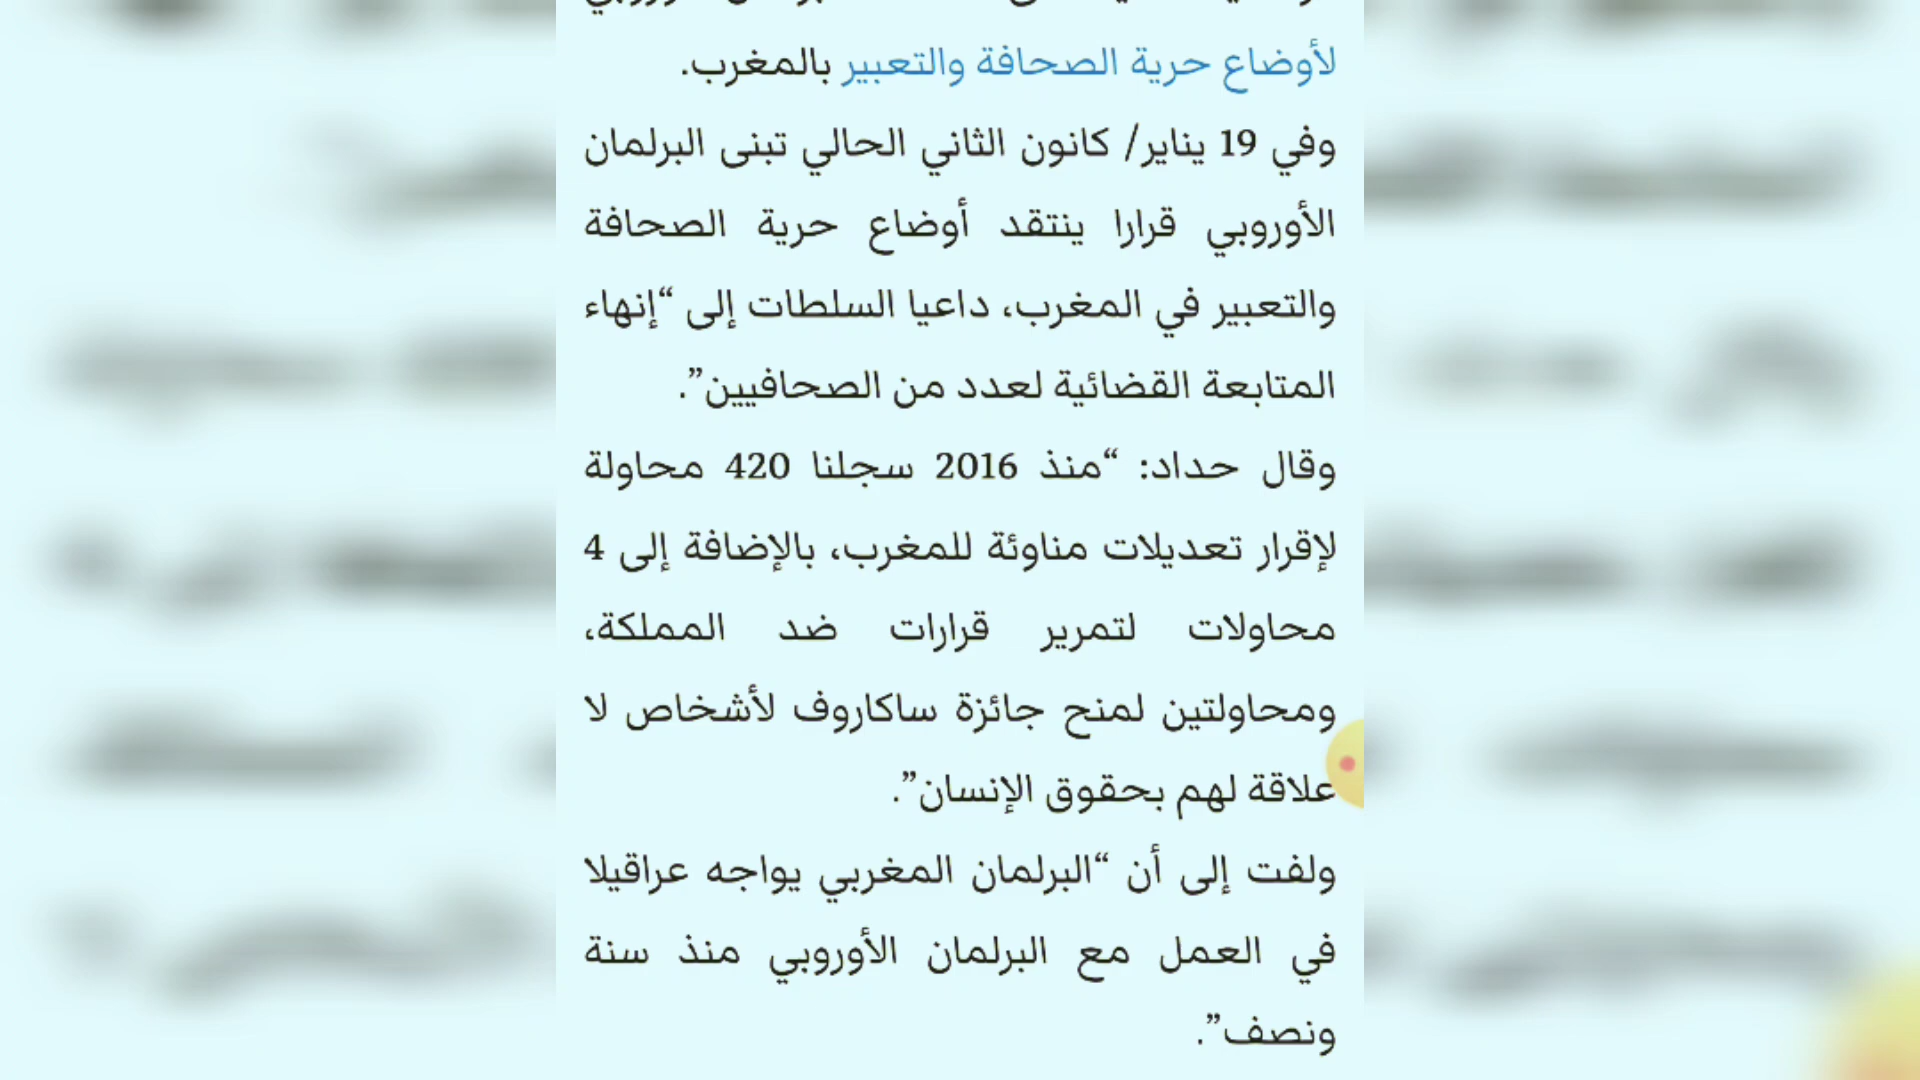 لأوضاع حرية الصحافة والتعبير بالمغرب.
وفي 19 يناير/ كانون الثاني الحالي تبنى البرلمان
الأوروبي قرارا ينتقد أوضاع حرية الصحافة
والتعبير في المغرب، داعيا السلطات إلى “إنهاء
المتابعة القضائية لعدد من الصحافيين”.
وقال حداد: “منذ 2016 سجلنا 420 محاولة
لإقرار تعديلات مناوئة للمغرب، بالإضافة إلى 4
محاولات لتمرير قرارات ضد المملكة،
ومحاولتين لمنح جائزة ساكاروف لأشخاص لا
علاقة لهم بحقوق الإنسان”.
ولفت إلى أن “البرلمان المغربي يواجه عراقيلا
في العمل مع البرلمان الأوروبي منذ سنة
ونصف”.